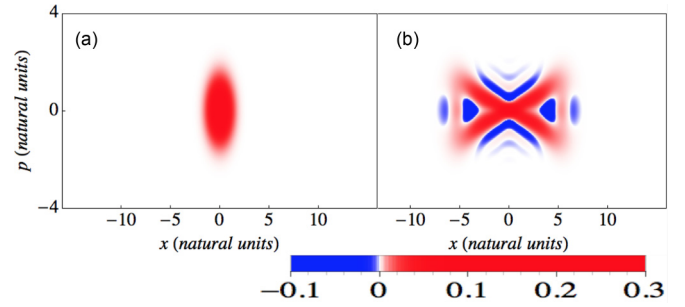 4
(a)
(b)
p (natural units)
0
−4
−10 −5 0 5 10
−10 −5 0 5 10
x (natural units)
x (natural units)
−0.1 0 0.1 0.2 0.3